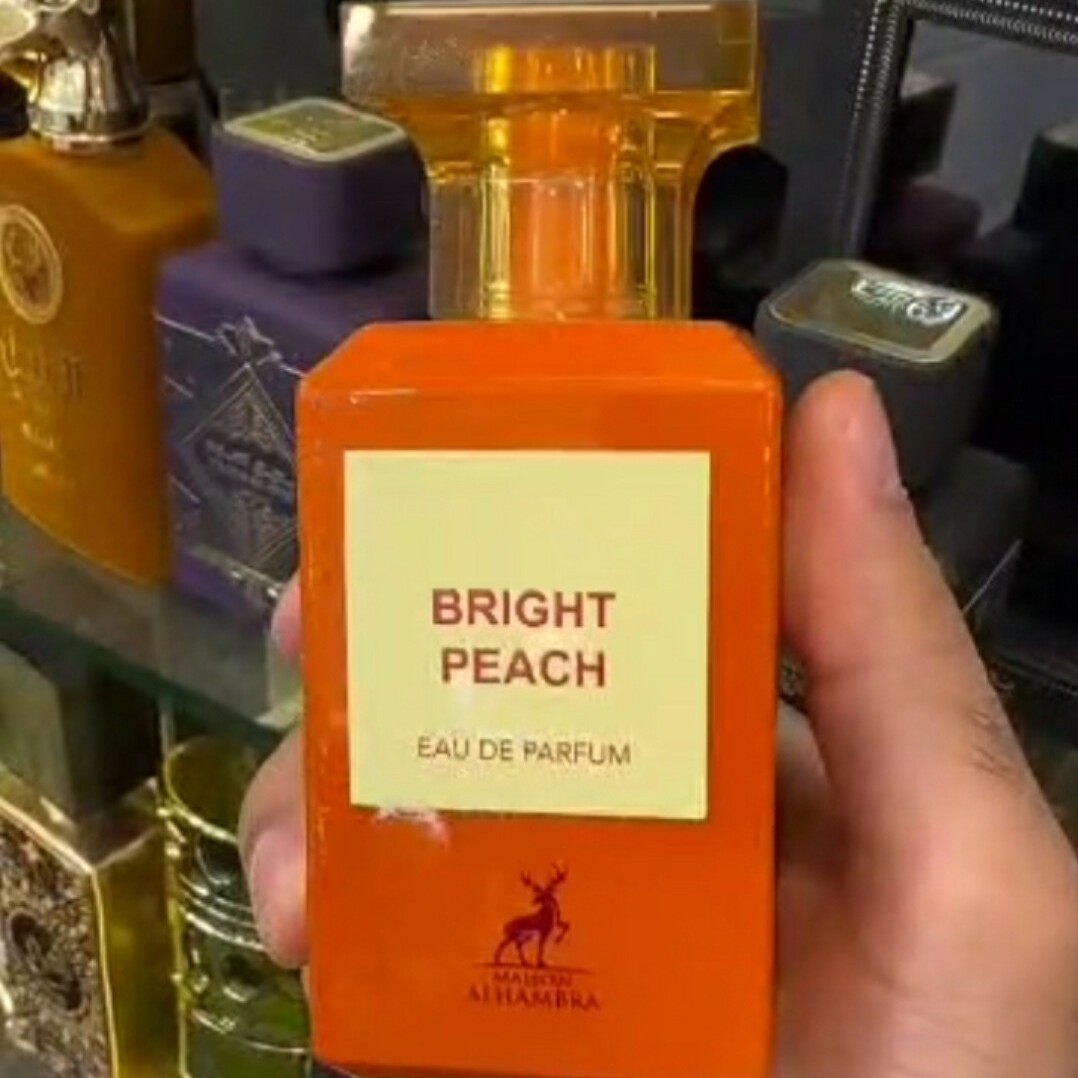 BRIGHT
PEACH
EAU DE PARFUM
MAISON
ALHAMBRA